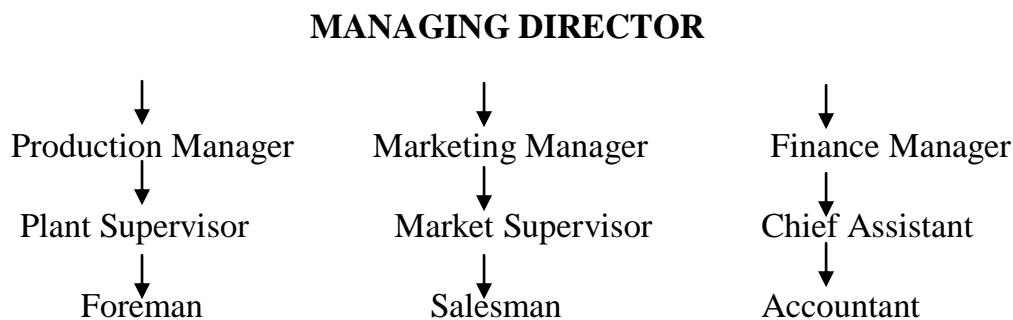 MANAGING DIRECTOR
Production Manager Marketing Manager Finance Manager
Plant Supervisor Market Supervisor Chief Assistant
Foreman Salesman Accountant